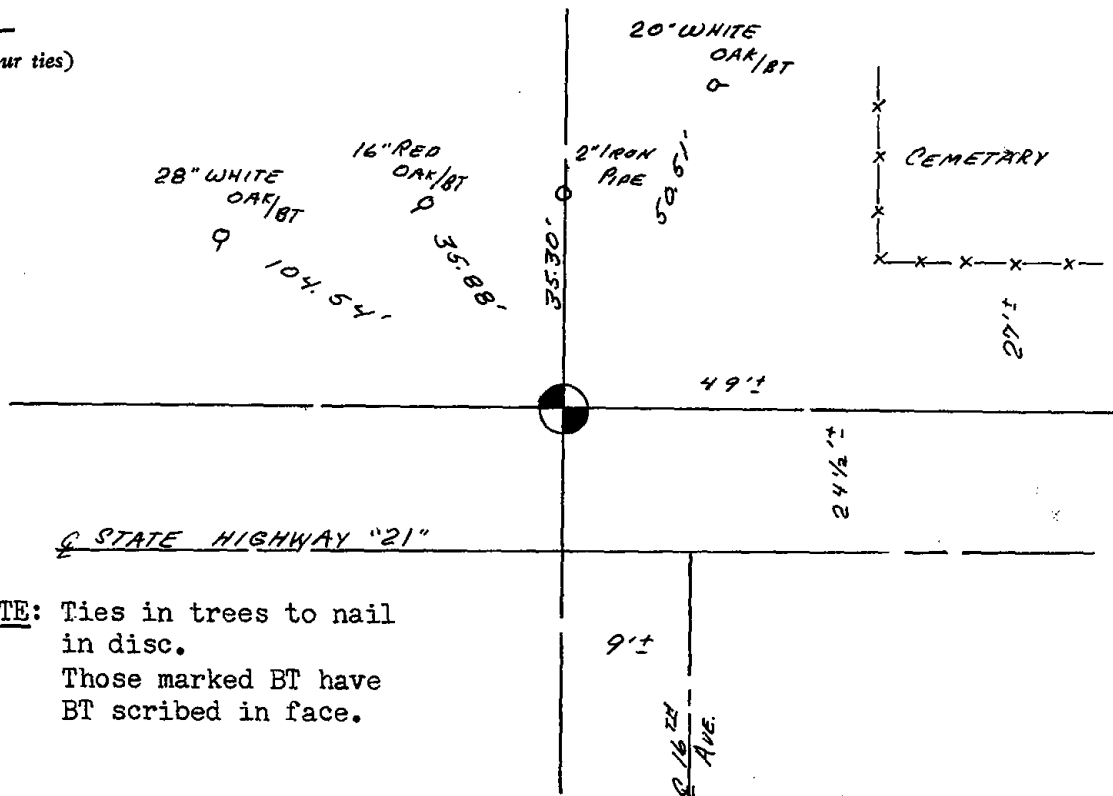 ur ties)
20" WHITE
OAK/BT
16" RED
OAK/BT
2" IRON
PIPE
28" WHITE
OAK/BT
CEMETARY
104.54'
35.88'
35.30'
50.61'
27'±
49'±
24½'±
℄ STATE HIGHWAY "21"
TE: Ties in trees to nail
in disc.
Those marked BT have
BT scribed in face.
9'±
℄ 16TH
AVE.